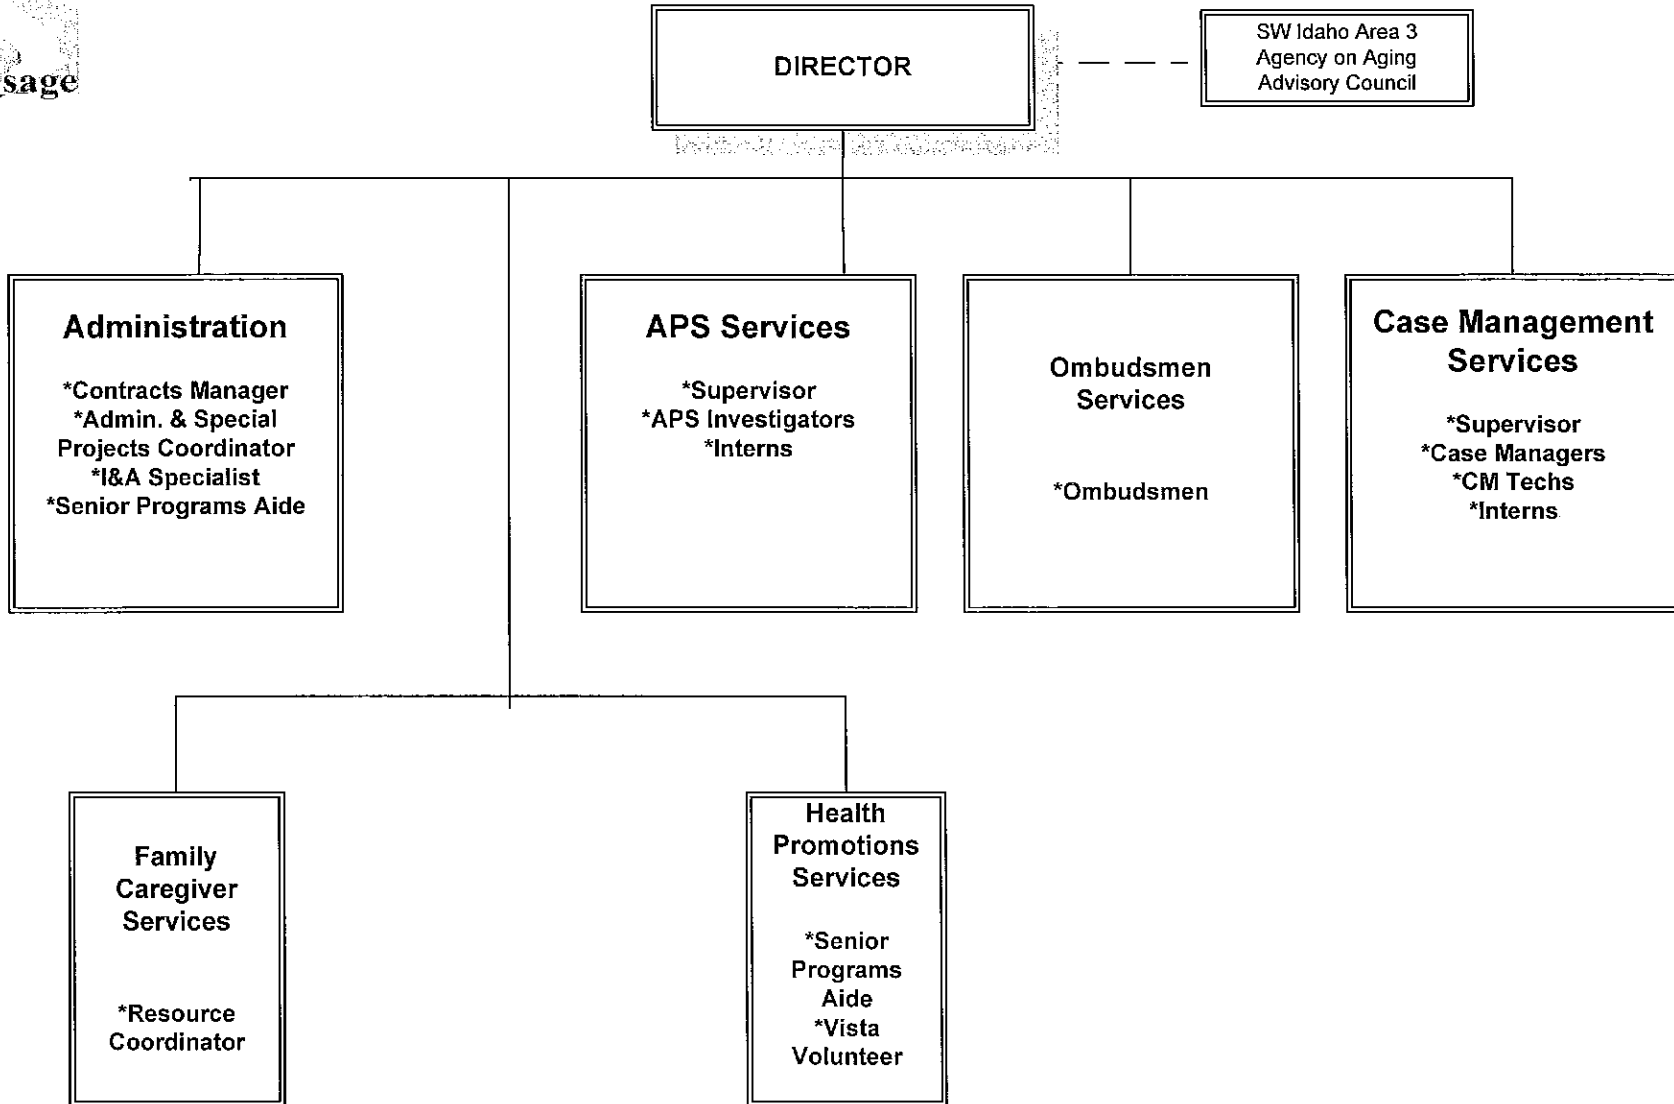 sage
DIRECTOR
SW Idaho Area 3
Agency on Aging
Advisory Council
Administration
*Contracts Manager
*Admin. & Special
Projects Coordinator
*I&A Specialist
*Senior Programs Aide
APS Services
*Supervisor
*APS Investigators
*Interns
Ombudsmen
Services
*Ombudsmen
Case Management
Services
*Supervisor
*Case Managers
*CM Techs
*Interns
Family
Caregiver
Services
*Resource
Coordinator
Health
Promotions
Services
*Senior
Programs
Aide
*Vista
Volunteer